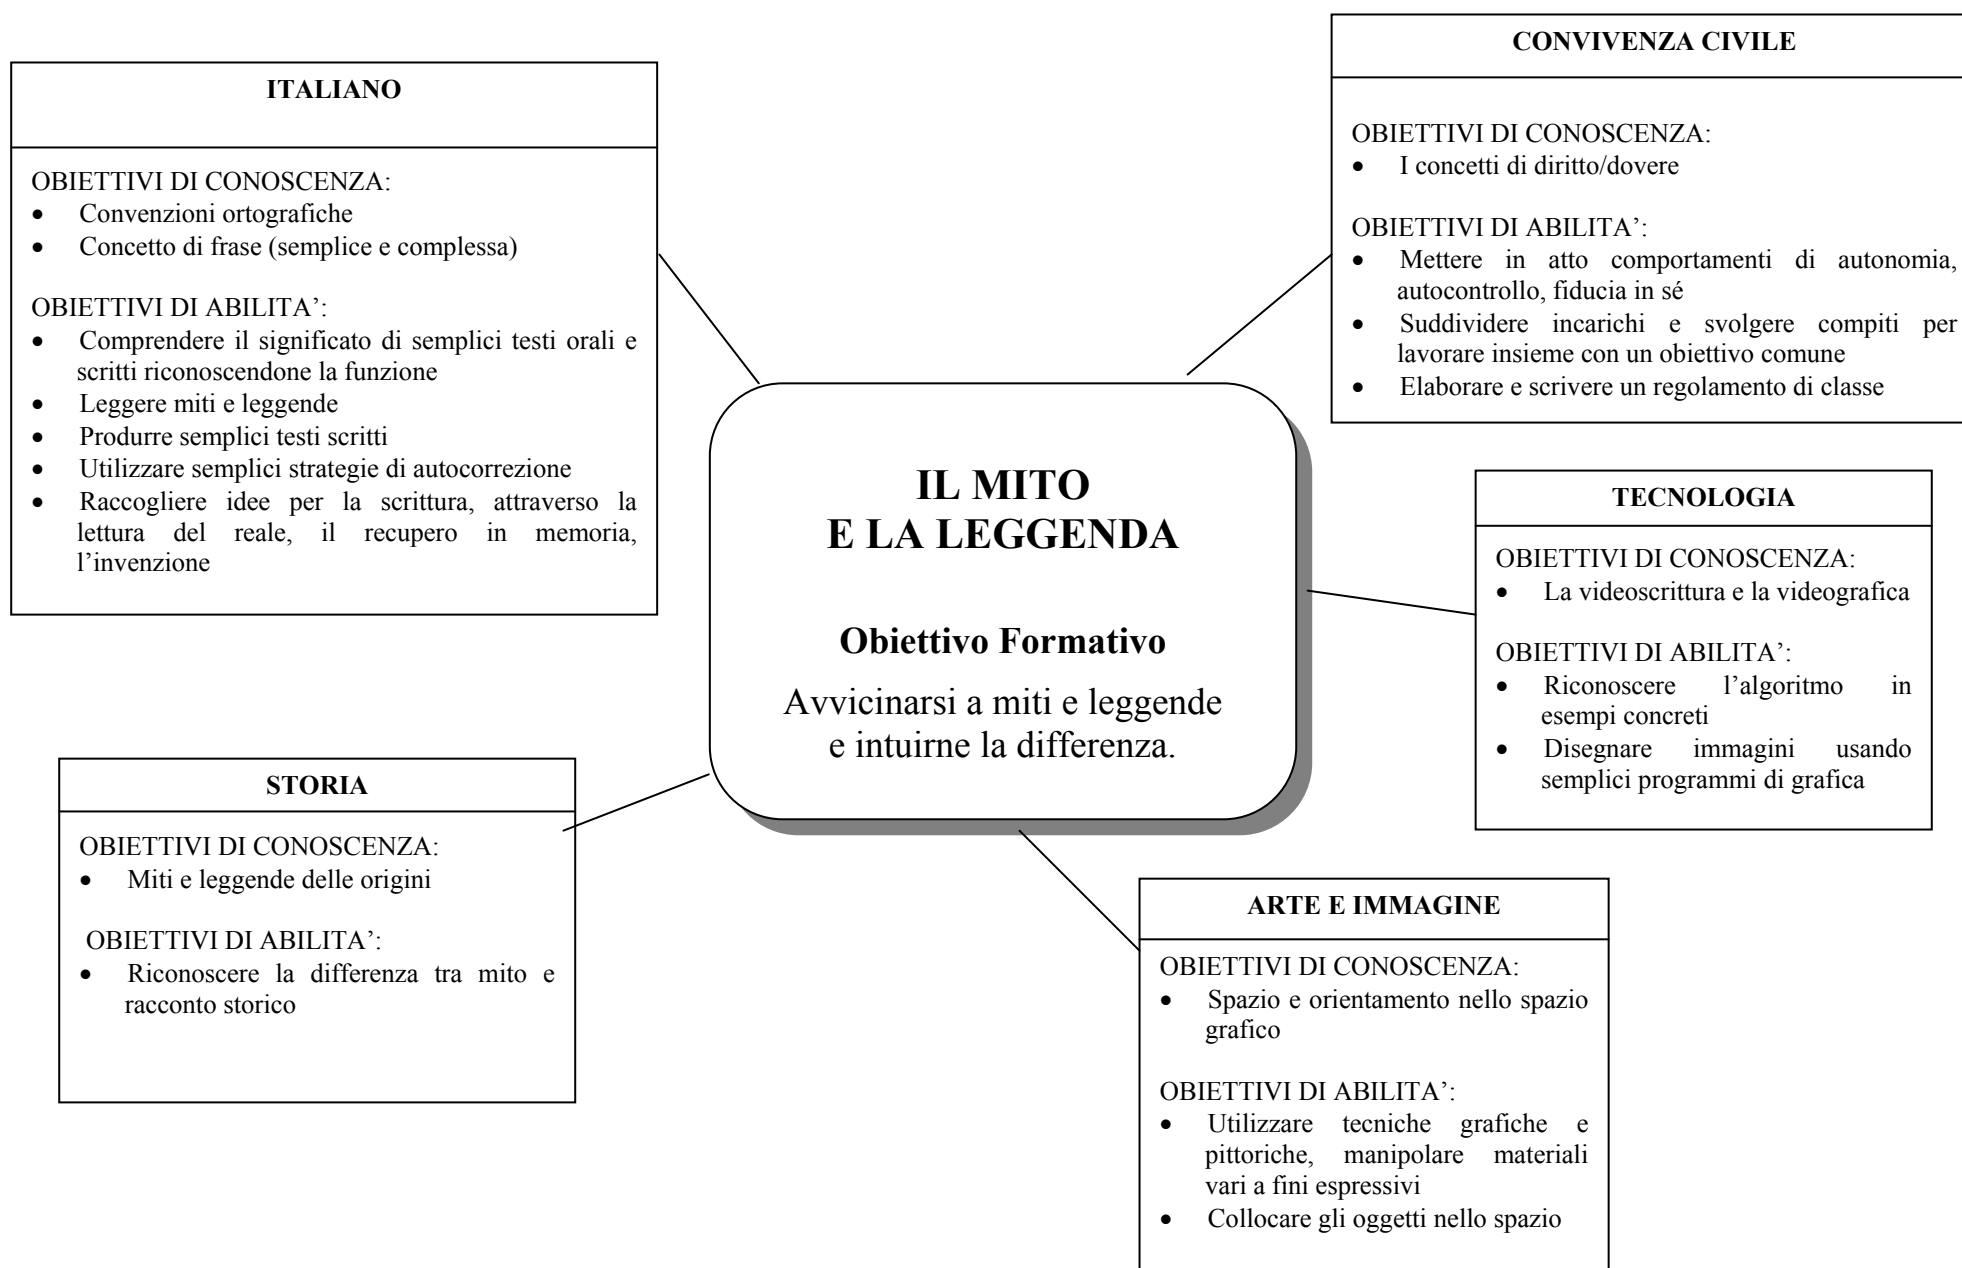 ITALIANO
OBIETTIVI DI CONOSCENZA:
• Convenzioni ortografiche
• Concetto di frase (semplice e complessa)
OBIETTIVI DI ABILITA’:
• Comprendere il significato di semplici testi orali e
scritti riconoscendone la funzione
• Leggere miti e leggende
• Produrre semplici testi scritti
• Utilizzare semplici strategie di autocorrezione
• Raccogliere idee per la scrittura, attraverso la
lettura del reale, il recupero in memoria,
l’invenzione
CONVIVENZA CIVILE
OBIETTIVI DI CONOSCENZA:
• I concetti di diritto/dovere
OBIETTIVI DI ABILITA’:
• Mettere in atto comportamenti di autonomia,
autocontrollo, fiducia in sé
• Suddividere incarichi e svolgere compiti per
lavorare insieme con un obiettivo comune
• Elaborare e scrivere un regolamento di classe
IL MITO
E LA LEGGENDA
Obiettivo Formativo
Avvicinarsi a miti e leggende
e intuirne la differenza.
TECNOLOGIA
OBIETTIVI DI CONOSCENZA:
• La videoscrittura e la videografica
OBIETTIVI DI ABILITA’:
• Riconoscere l’algoritmo in
esempi concreti
• Disegnare immagini usando
semplici programmi di grafica
STORIA
OBIETTIVI DI CONOSCENZA:
• Miti e leggende delle origini
OBIETTIVI DI ABILITA’:
• Riconoscere la differenza tra mito e
racconto storico
ARTE E IMMAGINE
OBIETTIVI DI CONOSCENZA:
• Spazio e orientamento nello spazio
grafico
OBIETTIVI DI ABILITA’:
• Utilizzare tecniche grafiche e
pittoriche, manipolare materiali
vari a fini espressivi
• Collocare gli oggetti nello spazio